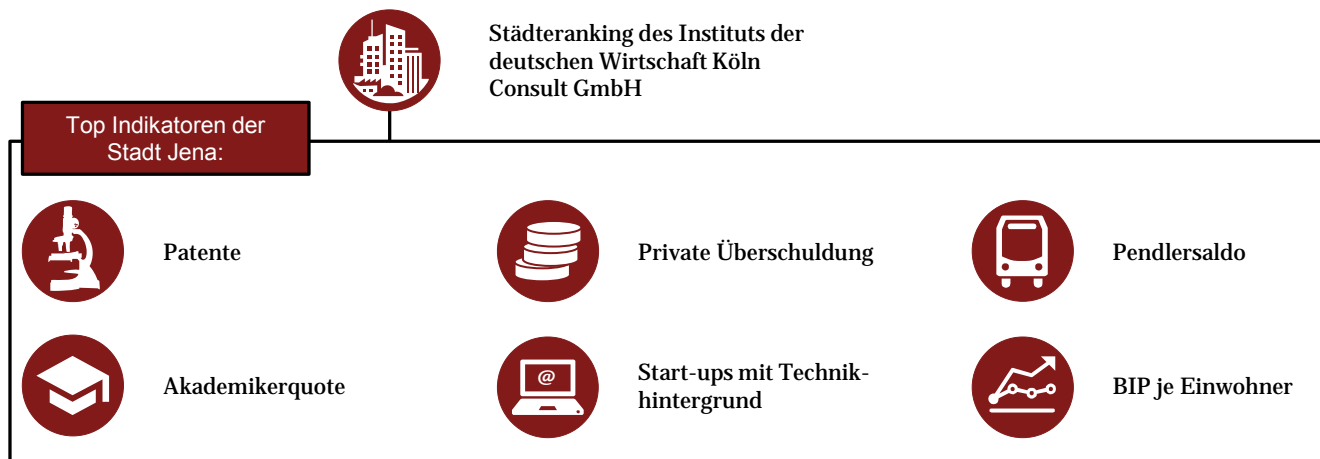 Städteranking des Instituts der
deutschen Wirtschaft Köln
Consult GmbH
Top Indikatoren der
Stadt Jena:
Patente
Private Überschuldung
Pendlersaldo
Akademikerquote
@
Start-ups mit Technik-
hintergrund
BIP je Einwohner